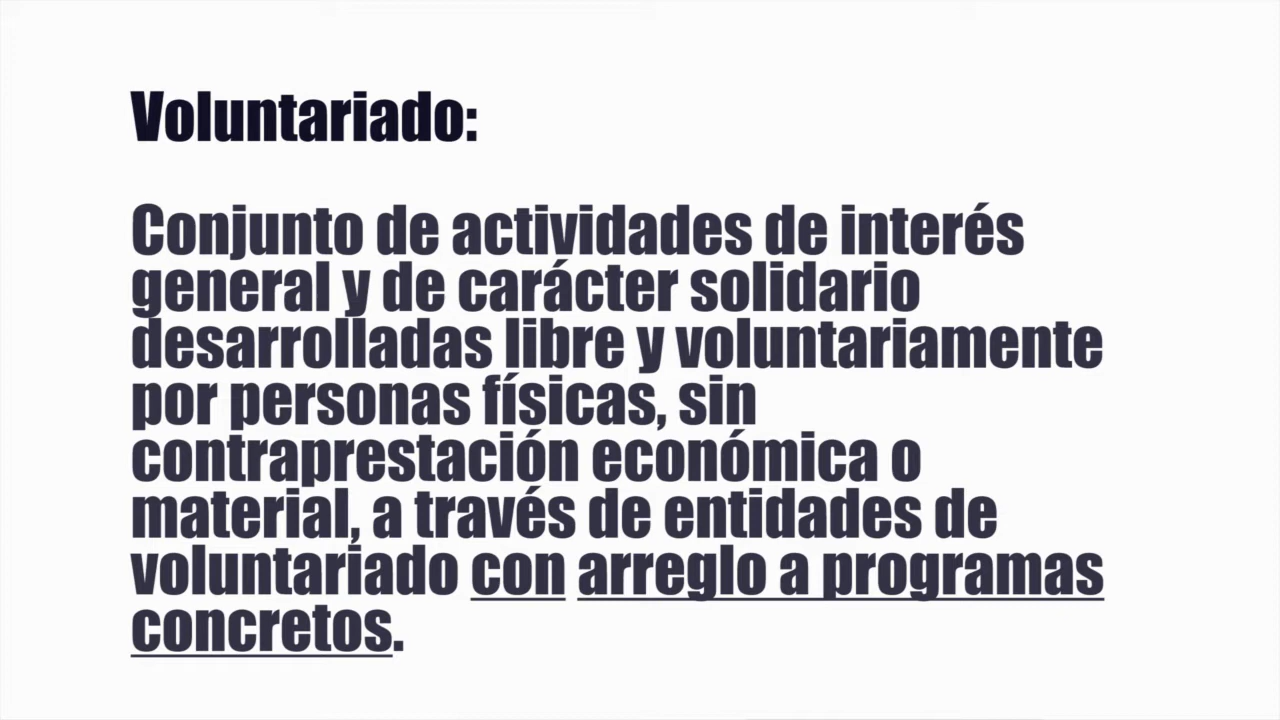 Voluntariado:
Conjunto de actividades de interés
general y de carácter solidario
desarrolladas libre y voluntariamente
por personas físicas, sin
contraprestación económica o
material, a través de entidades de
voluntariado con arreglo a programas
concretos.